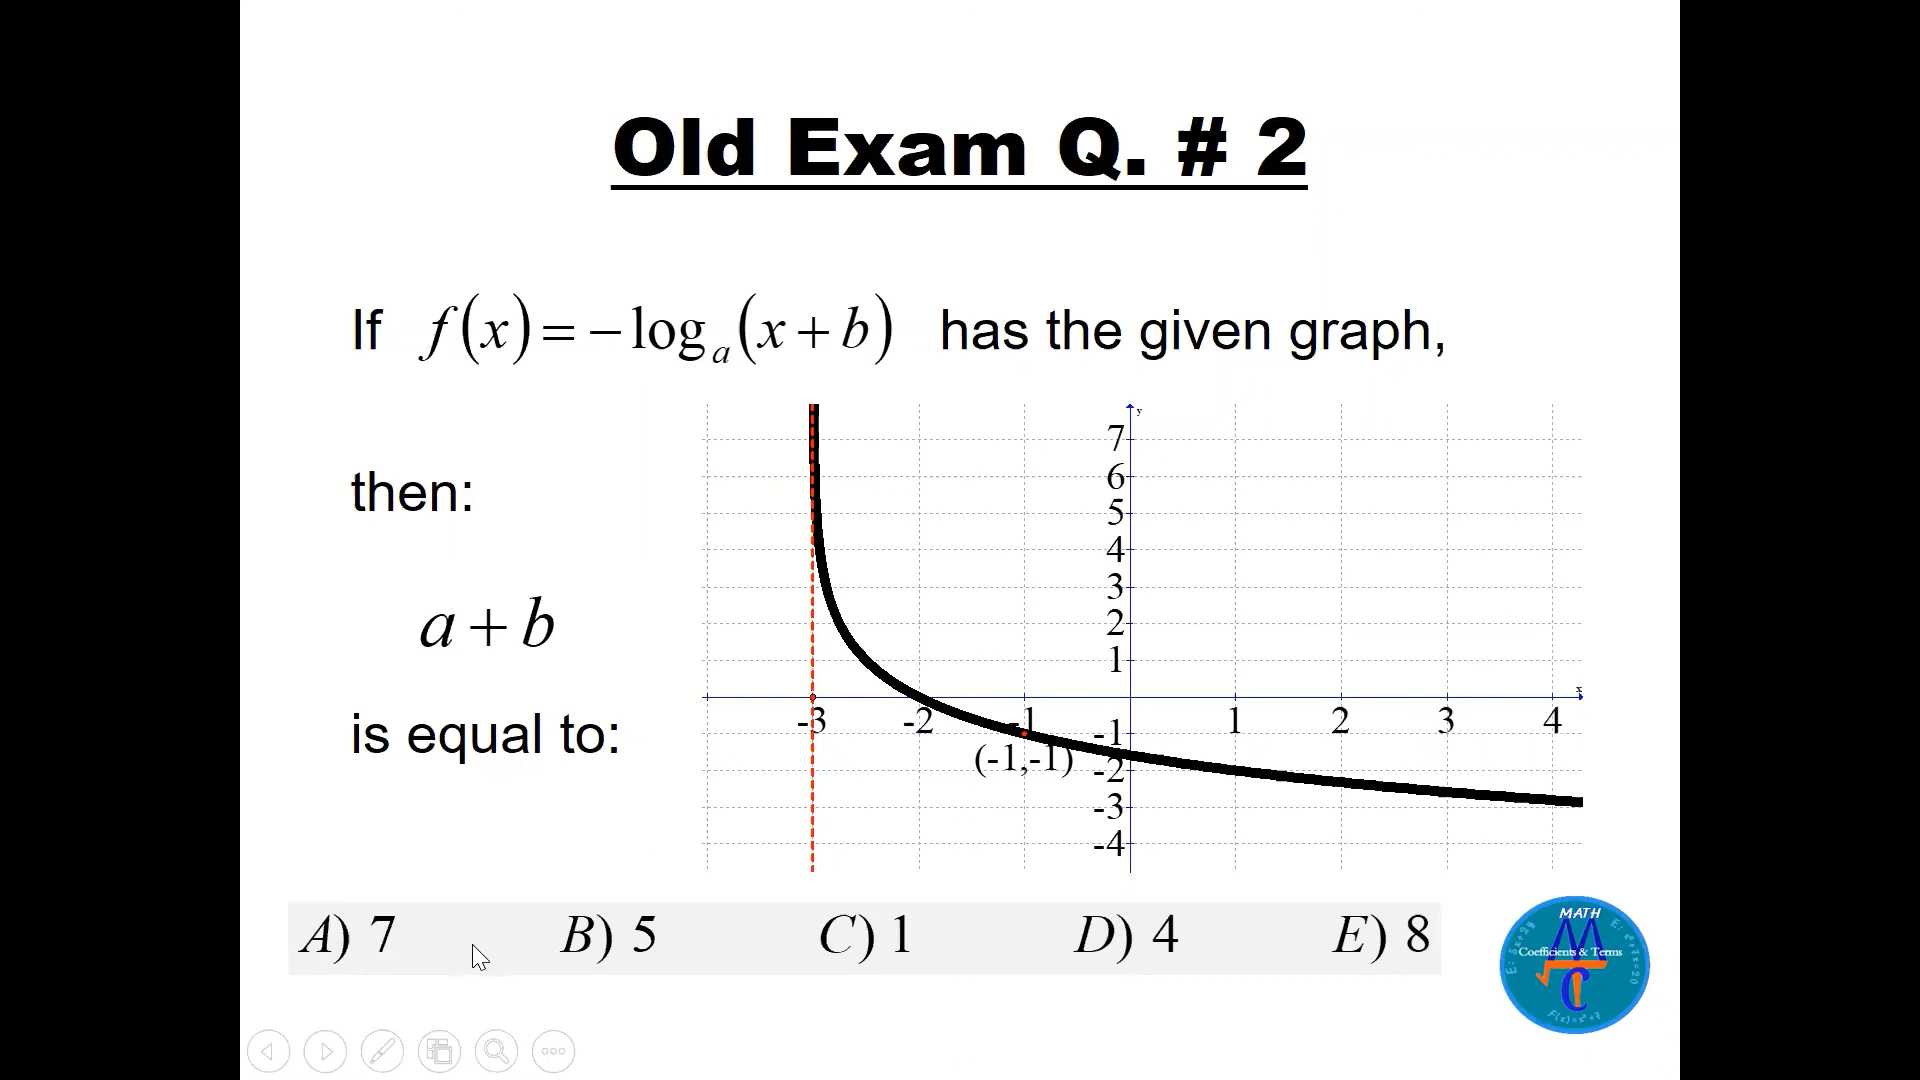 Old Exam Q. # 2
If f(x) = − log_a (x + b) has the given graph,
then:
a + b
is equal to:
y
7
6
5
4
3
2
1
x
-3 -2 -1 1 2 3 4
-1
(-1,-1)
-2
-3
-4
A) 7 B) 5 C) 1 D) 4 E) 8
MATH
Coefficients & Terms